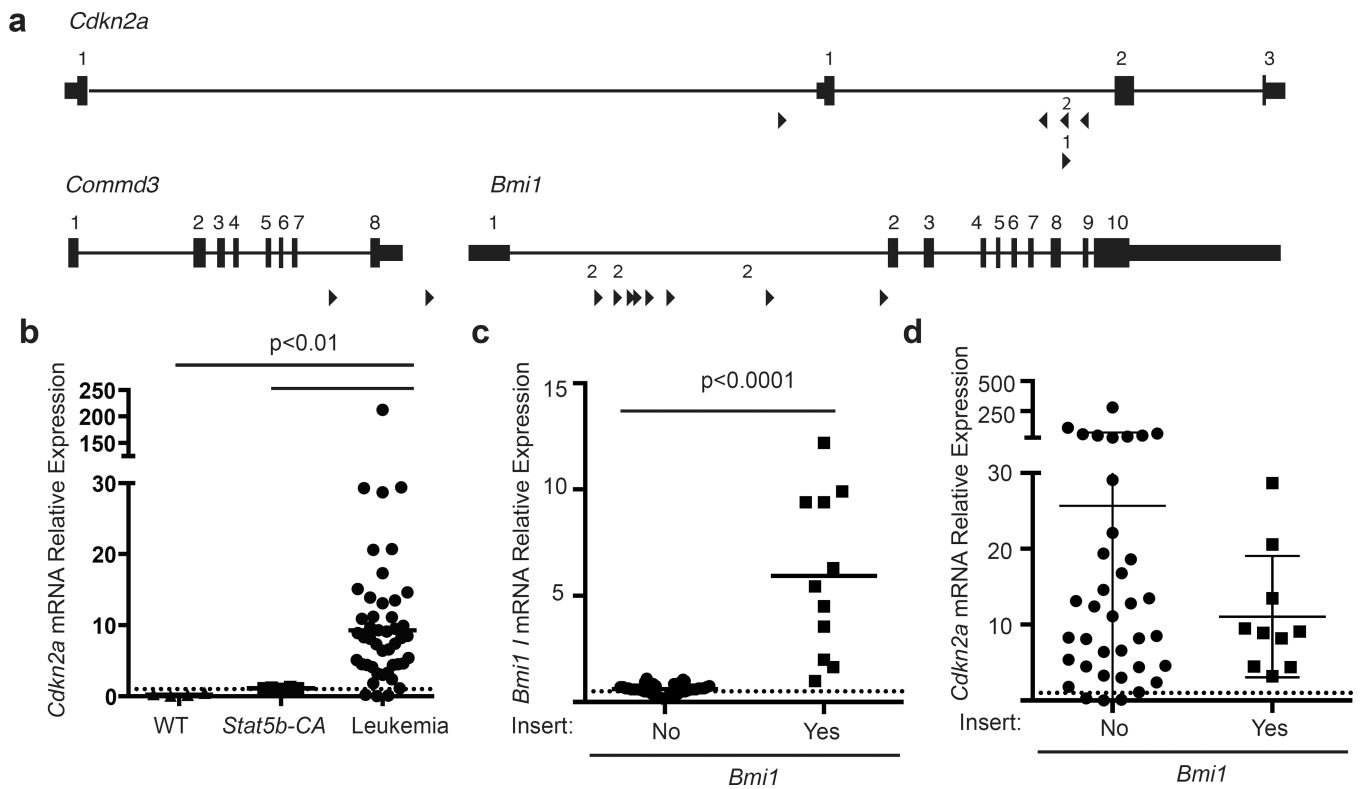 a
Cdkn2a
1 1 2 3
2
1
Commd3 Bmi1
1 2 3 4 5 6 7 8 1 2 3 4 5 6 7 8 9 10
2 2 2
b
p<0.01
Cdkn2a mRNA Relative Expression
250
200
150
30
20
10
0
WT Stat5b-CA Leukemia
c
p<0.0001
Bmi1 l mRNA Relative Expression
15
10
5
Insert: No Yes
Bmi1
d
Cdkn2a mRNA Relative Expression
500
250
30
20
10
Insert: No Yes
Bmi1